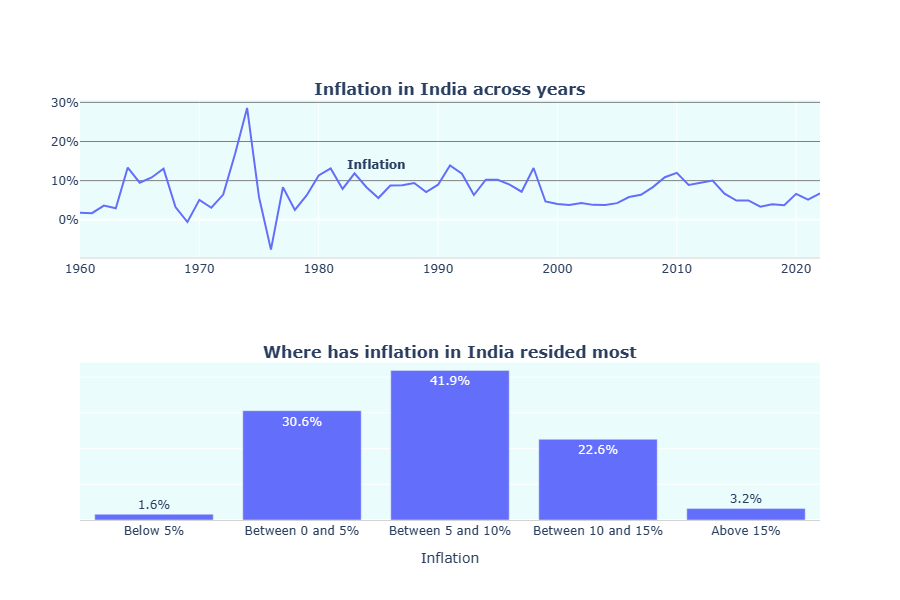 Inflation in India across years
30%
20%
Inflation
10%
0%
1960 1970 1980 1990 2000 2010 2020
Where has inflation in India resided most
41.9%
30.6%
22.6%
3.2%
1.6%
Below 5% Between 0 and 5% Between 5 and 10% Between 10 and 15% Above 15%
Inflation